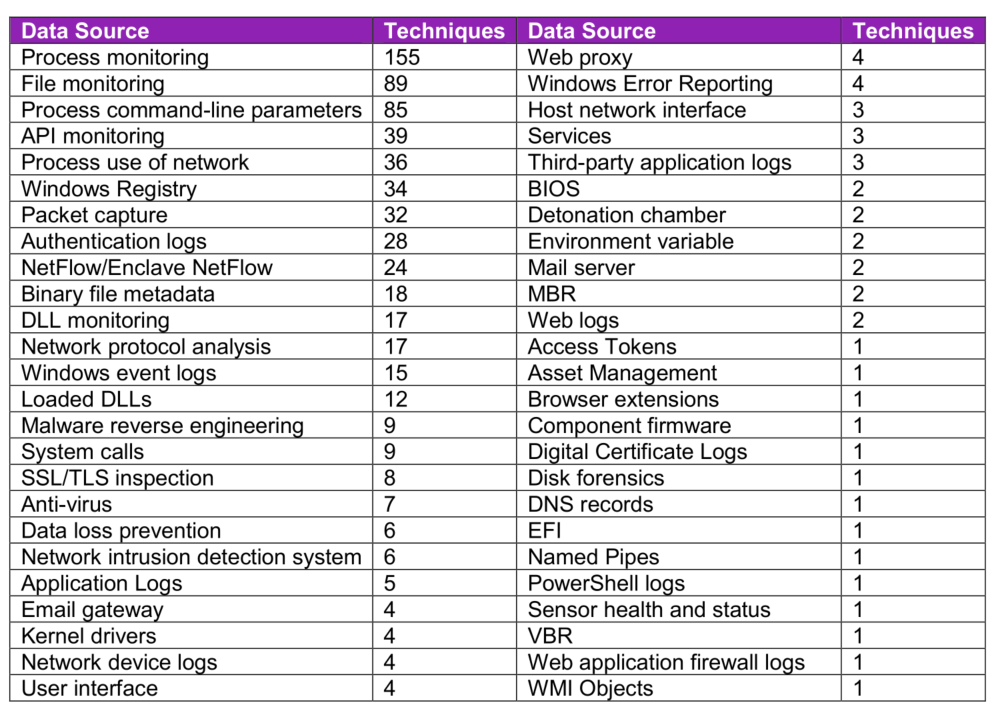 Data Source Techniques Data Source Techniques
Process monitoring 155 Web proxy 4
File monitoring 89 Windows Error Reporting 4
Process command-line parameters 85 Host network interface 3
API monitoring 39 Services 3
Process use of network 36 Third-party application logs 3
Windows Registry 34 BIOS 2
Packet capture 32 Detonation chamber 2
Authentication logs 28 Environment variable 2
NetFlow/Enclave NetFlow 24 Mail server 2
Binary file metadata 18 MBR 2
DLL monitoring 17 Web logs 2
Network protocol analysis 17 Access Tokens 1
Windows event logs 15 Asset Management 1
Loaded DLLs 12 Browser extensions 1
Malware reverse engineering 9 Component firmware 1
System calls 9 Digital Certificate Logs 1
SSL/TLS inspection 8 Disk forensics 1
Anti-virus 7 DNS records 1
Data loss prevention 6 EFI 1
Network intrusion detection system 6 Named Pipes 1
Application Logs 5 PowerShell logs 1
Email gateway 4 Sensor health and status 1
Kernel drivers 4 VBR 1
Network device logs 4 Web application firewall logs 1
User interface 4 WMI Objects 1